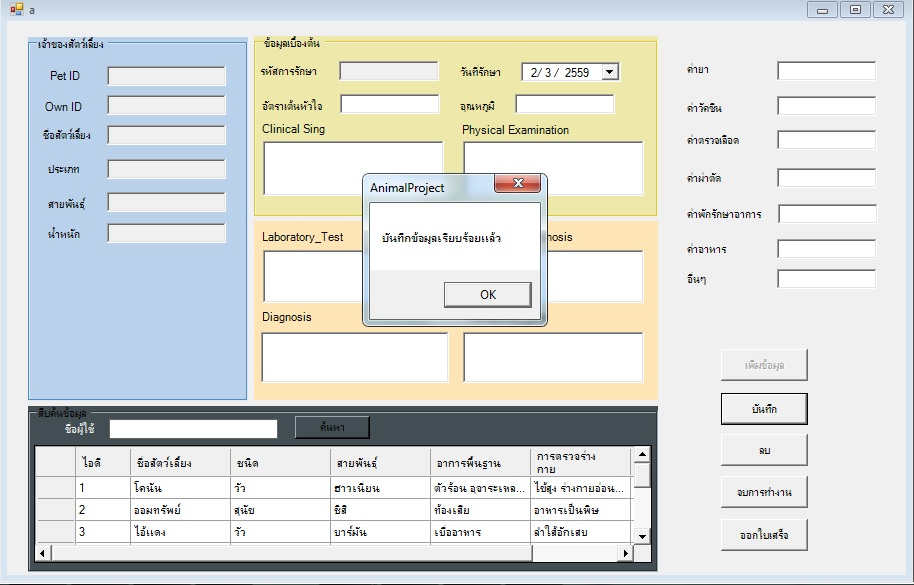 a
เจ้าของสัตว์เลี้ยง
Pet ID
Own ID
ชื่อสัตว์เลี้ยง
ประเภท
สายพันธุ์
น้ำหนัก
ข้อมูลเบื้องต้น
รหัสการรักษา
วันที่รักษา
2/ 3 / 2559
อัตราเต้นหัวใจ
อุณหภูมิ
Clinical Sing
Physical Examination
Laboratory_Test
nosis
Diagnosis
ค่ายา
ค่าวัคซีน
ค่าตรวจเลือด
ค่าผ่าตัด
ค่าพักรักษาอาการ
ค่าอาหาร
อื่นๆ
AnimalProject
บันทึกข้อมูลเรียบร้อยแล้ว
OK
เพิ่มข้อมูล
บันทึก
ลบ
จบการทำงาน
ออกใบเสร็จ
สืบค้นข้อมูล
ชื่อผู้ใช้
ค้นหา
ไอดี ชื่อสัตว์เลี้ยง ชนิด สายพันธุ์ อาการพื้นฐาน การตรวจร่างกาย
1 โคนัน วัว ฮาวเนียน ตัวร้อน อุจาระเหล... ไข้สูง ร่างกายอ่อน...
2 ออมทรัพย์ สุนัข ชิสึ ท้องเสีย อาหารเป็นพิษ
3 ไอ้แดง วัว บาร์มัน เบื่ออาหาร ลำไส้อักเสบ